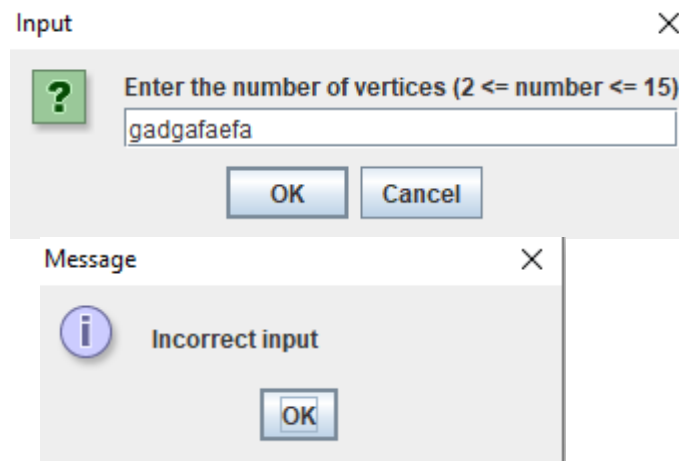 Input
?
Enter the number of vertices (2 <= number <= 15)
gadgafaefa
OK Cancel
Message
i
Incorrect input
OK